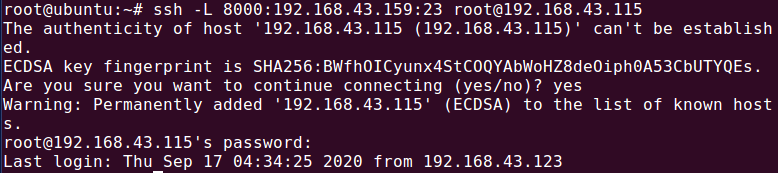 root@ubuntu:~# ssh -L 8000:192.168.43.159:23 root@192.168.43.115
The authenticity of host '192.168.43.115 (192.168.43.115)' can't be establish
ed.
ECDSA key fingerprint is SHA256:BWfhOICyunx4StCOQYAbWoHZ8deOiph0A53CbUTYQEs.
Are you sure you want to continue connecting (yes/no)? yes
Warning: Permanently added '192.168.43.115' (ECDSA) to the list of known host
s.
root@192.168.43.115's password:
Last login: Thu Sep 17 04:34:25 2020 from 192.168.43.123